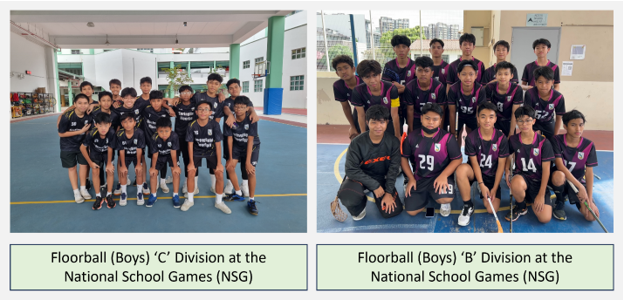 29
24
14
17
Floorball (Boys) ‘C’ Division at the
National School Games (NSG)
Floorball (Boys) ‘B’ Division at the
National School Games (NSG)